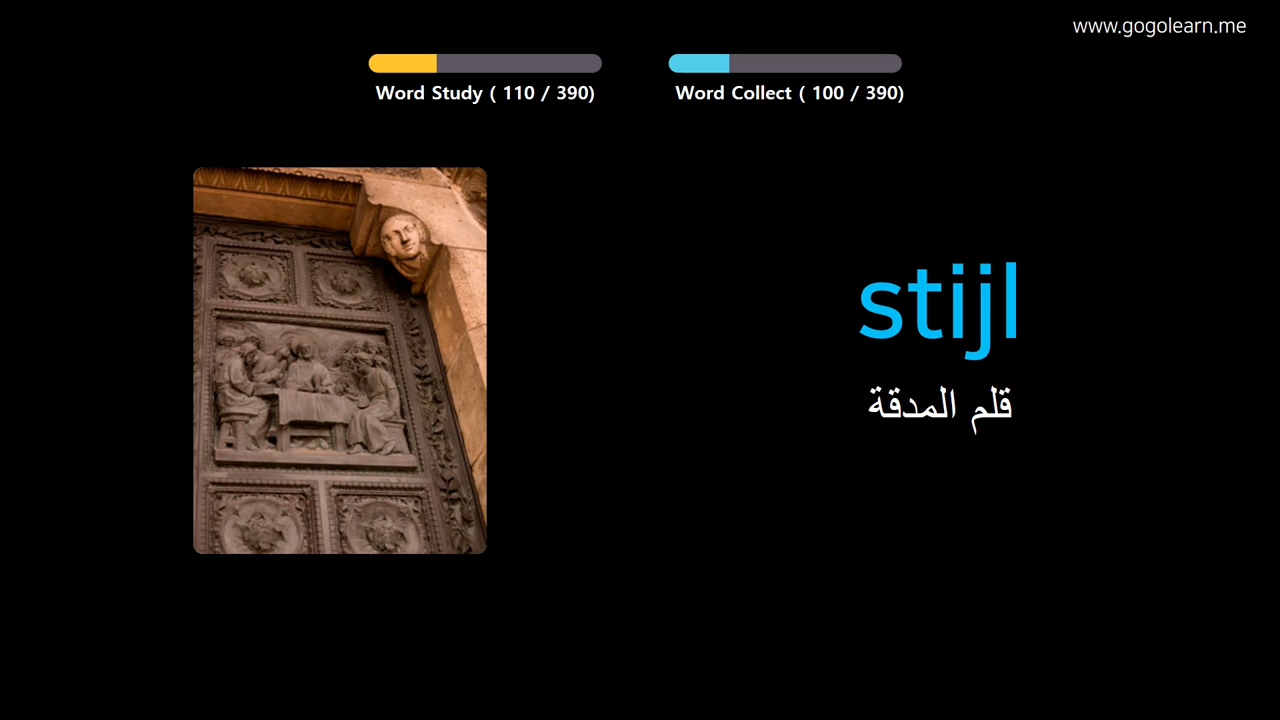 www.gogolearn.me
Word Study ( 110 / 390)
Word Collect ( 100 / 390)
stijl
قلم المدقة